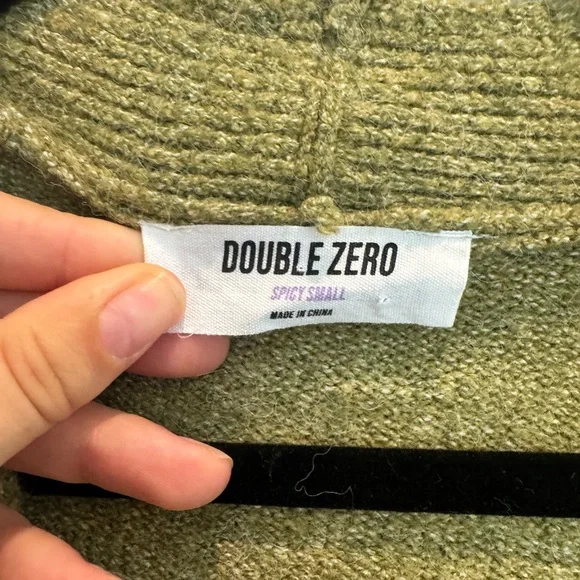 DOUBLE ZERO
SPICY SMALL
MADE IN CHINA